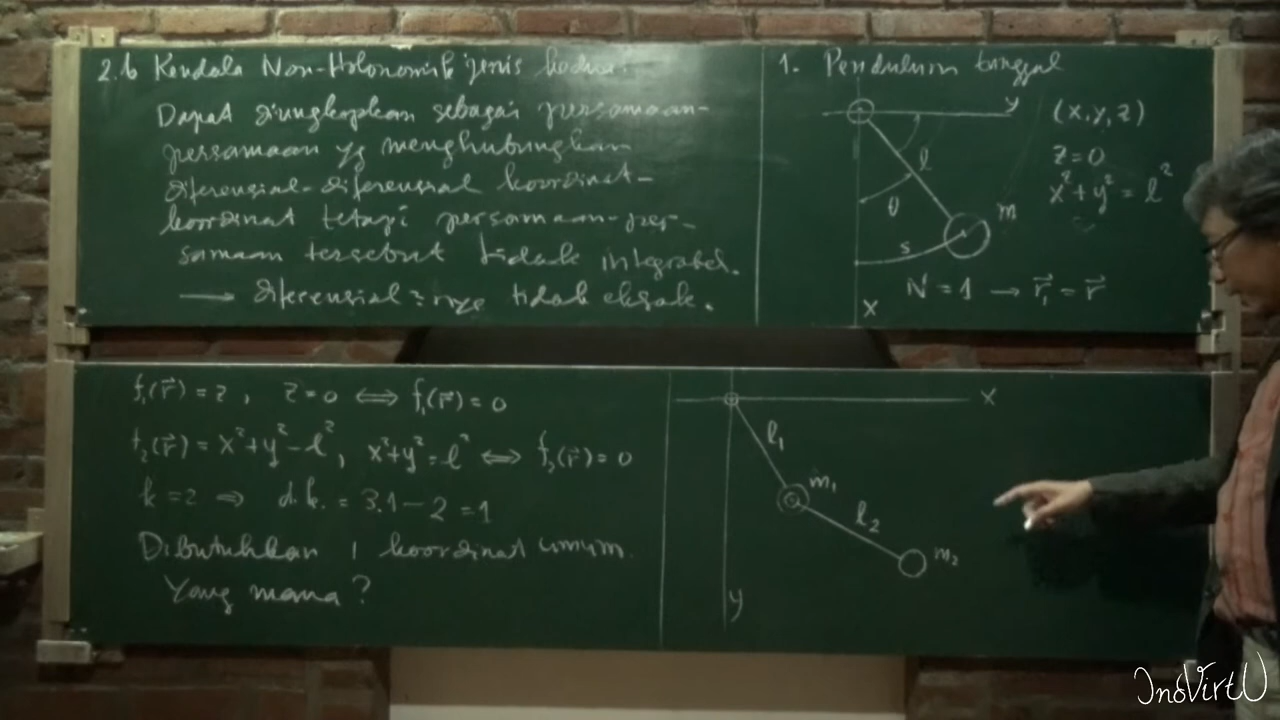 2.b Kendala Non-Holonomik jenis kedua:
Dapat diungkapkan sebagai persamaan-
persamaan yg menghubungkan
diferensial-diferensial koordinat-
koordinat tetapi persamaan-per-
samaan tersebut tidak integrabel.
→ diferensial²nya tidak eksak.
1. Pendulum tunggal
y
(x,y,z)
z=0
x²+y²=l²
l
θ
m
s
N=1 → r⃗₁=r⃗
x
f₁(r⃗)=z, z=0 ⟺ f₁(r⃗)=0
f₂(r⃗)=x²+y²-l², x²+y²=l² ⟺ f₂(r⃗)=0
k=2 ⇒ d.k.=3.1-2=1
Dibutuhkan 1 koordinat umum.
Yang mana?
x
l₁
m₁
l₂
m₂
y
InoVirtU